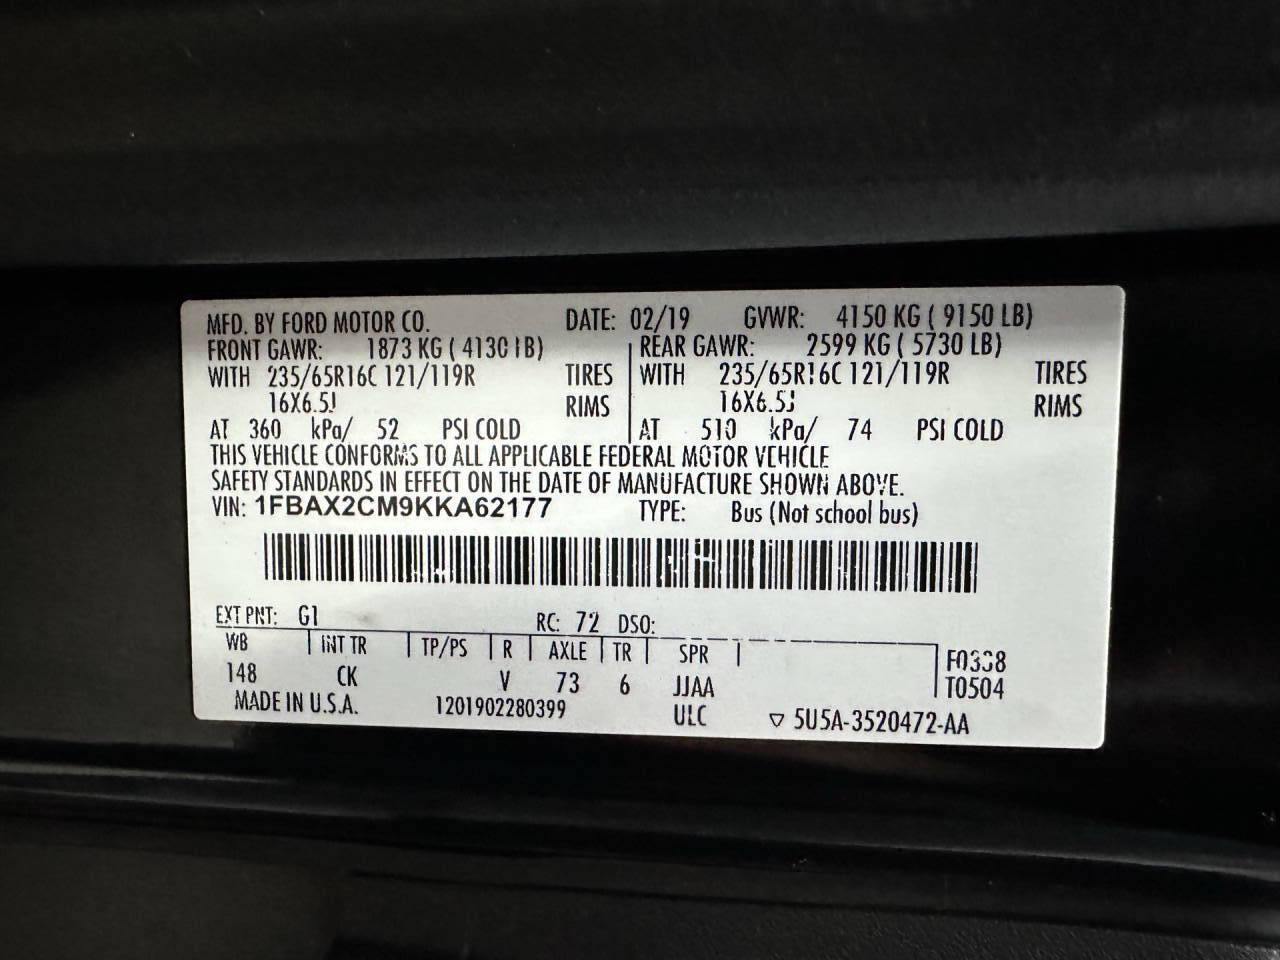 MFD. BY FORD MOTOR CO. DATE: 02/19 GVWR: 4150 KG ( 9150 LB)
FRONT GAWR: 1873 KG ( 4130 LB) REAR GAWR: 2599 KG ( 5730 LB)
WITH 235/65R16C 121/119R TIRES WITH 235/65R16C 121/119R TIRES
16X6.5J RIMS 16X6.5J RIMS
AT 360 kPa/ 52 PSI COLD AT 510 kPa/ 74 PSI COLD
THIS VEHICLE CONFORMS TO ALL APPLICABLE FEDERAL MOTOR VEHICLE
SAFETY STANDARDS IN EFFECT ON THE DATE OF MANUFACTURE SHOWN ABOVE.
VIN: 1FBAX2CM9KKA62177 TYPE: Bus (Not school bus)
EXT PNT: G1 RC: 72 DSO:
WB INT TR TP/PS R AXLE TR SPR F0338
148 CK V 73 6 JJAA T0504
MADE IN U.S.A. 1201902280399 ULC ▽ 5U5A-3520472-AA